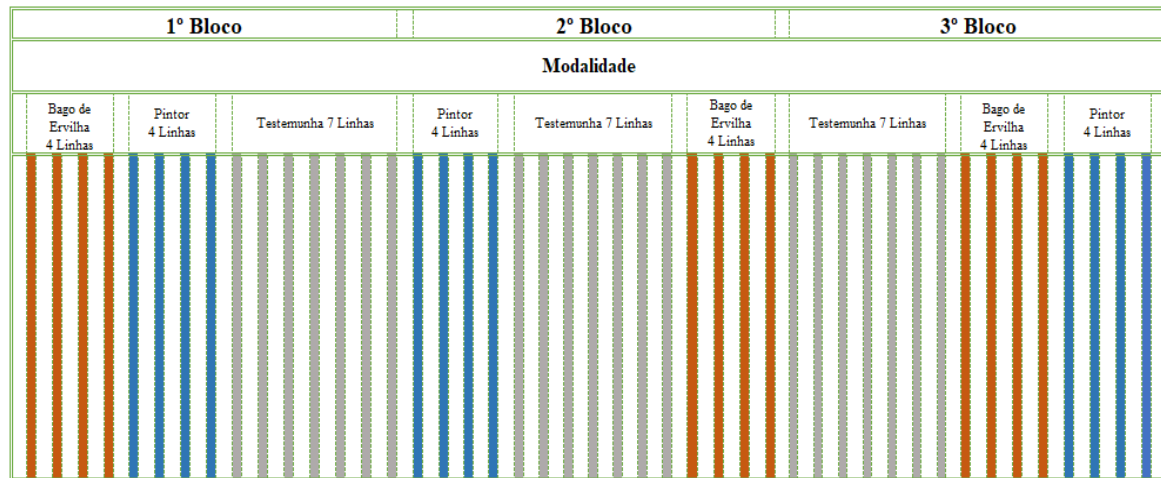 1º Bloco
2º Bloco
3º Bloco
Modalidade
Bago de
Ervilha
4 Linhas
Pintor
4 Linhas
Testemunha 7 Linhas
Pintor
4 Linhas
Testemunha 7 Linhas
Bago de
Ervilha
4 Linhas
Testemunha 7 Linhas
Bago de
Ervilha
4 Linhas
Pintor
4 Linhas